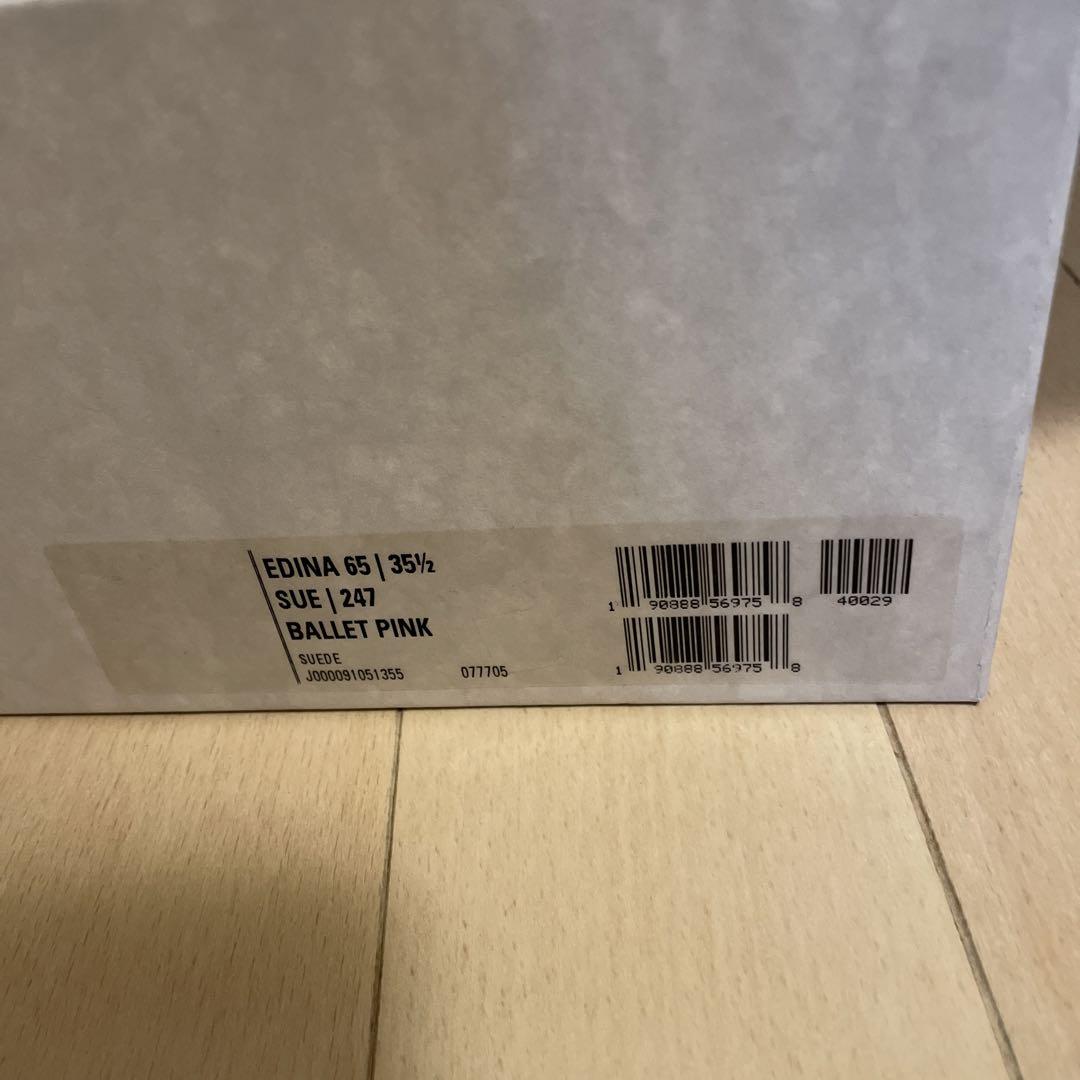 EDINA 65 | 35½
SUE | 247
BALLET PINK
SUEDE
J000091051355 077705
1 90888 56975 8
40029
1 90888 56975 8